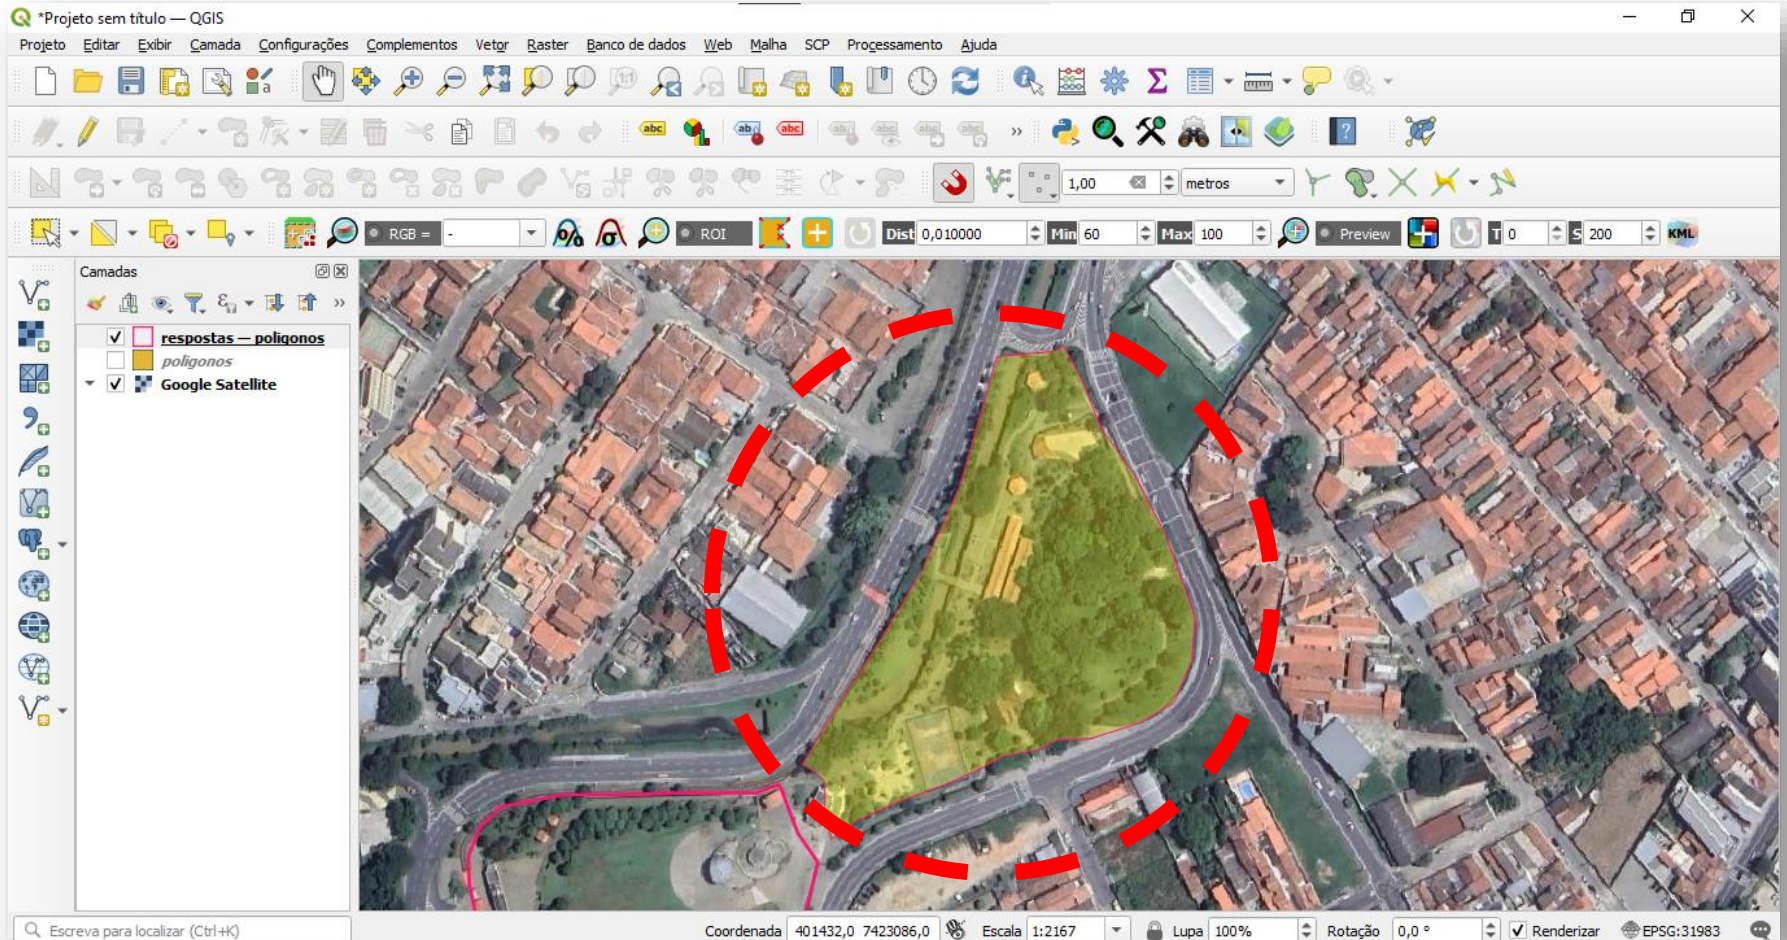 *Projeto sem título — QGIS
Projeto Editar Exibir Camada Configurações Complementos Vetor Raster Banco de dados Web Malha SCP Processamento Ajuda
1,00 metros
RGB = - ROI Dist 0,010000 Min 60 Max 100 Preview T 0 S 200 KML
Camadas
respostas — poligonos
poligonos
Google Satellite
Escreva para localizar (Ctrl+K)
Coordenada 401432,0 7423086,0 Escala 1:2167 Lupa 100% Rotação 0,0 ° Renderizar EPSG:31983